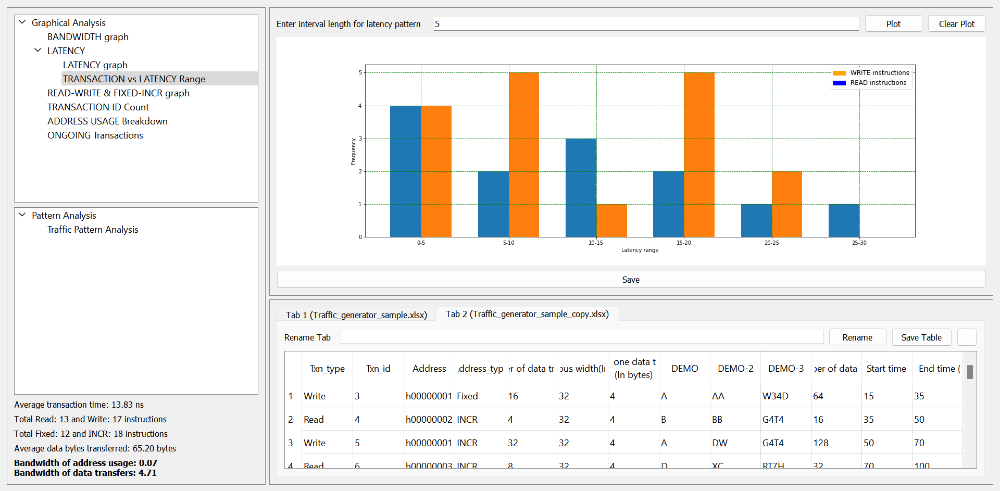 Graphical Analysis
BANDWIDTH graph
LATENCY
LATENCY graph
TRANSACTION vs LATENCY Range
READ-WRITE & FIXED-INCR graph
TRANSACTION ID Count
ADDRESS USAGE Breakdown
ONGOING Transactions
Pattern Analysis
Traffic Pattern Analysis
Average transaction time: 13.83 ns
Total Read: 13 and Write: 17 instructions
Total Fixed: 12 and INCR: 18 instructions
Average data bytes transferred: 65.20 bytes
Bandwidth of address usage: 0.07
Bandwidth of data transfers: 4.71
Enter interval length for latency pattern 5 Plot Clear Plot
WRITE instructions
READ instructions
5
4
3
2
1
0
Frequency
0-5 5-10 10-15 15-20 20-25 25-30
Latency range
Save
Tab 1 (Traffic_generator_sample.xlsx) Tab 2 (Traffic_generator_sample_copy.xlsx)
Rename Tab Rename Save Table
Txn_type Txn_id Address ddress_typ er of data tr ous width(Ir one data t (In bytes) DEMO DEMO-2 DEMO-3 ber of data Start time End time (
1 Write 3 h00000001 Fixed 16 32 4 A AA W34D 64 15 35
2 Read 4 h00000002 INCR 4 32 4 B BB G4T4 16 35 50
3 Write 5 h00000001 INCR 32 32 4 A DW G4T4 128 50 70
4 Read 6 h00000003 INCR 8 32 4 D XC RT7H 32 70 100